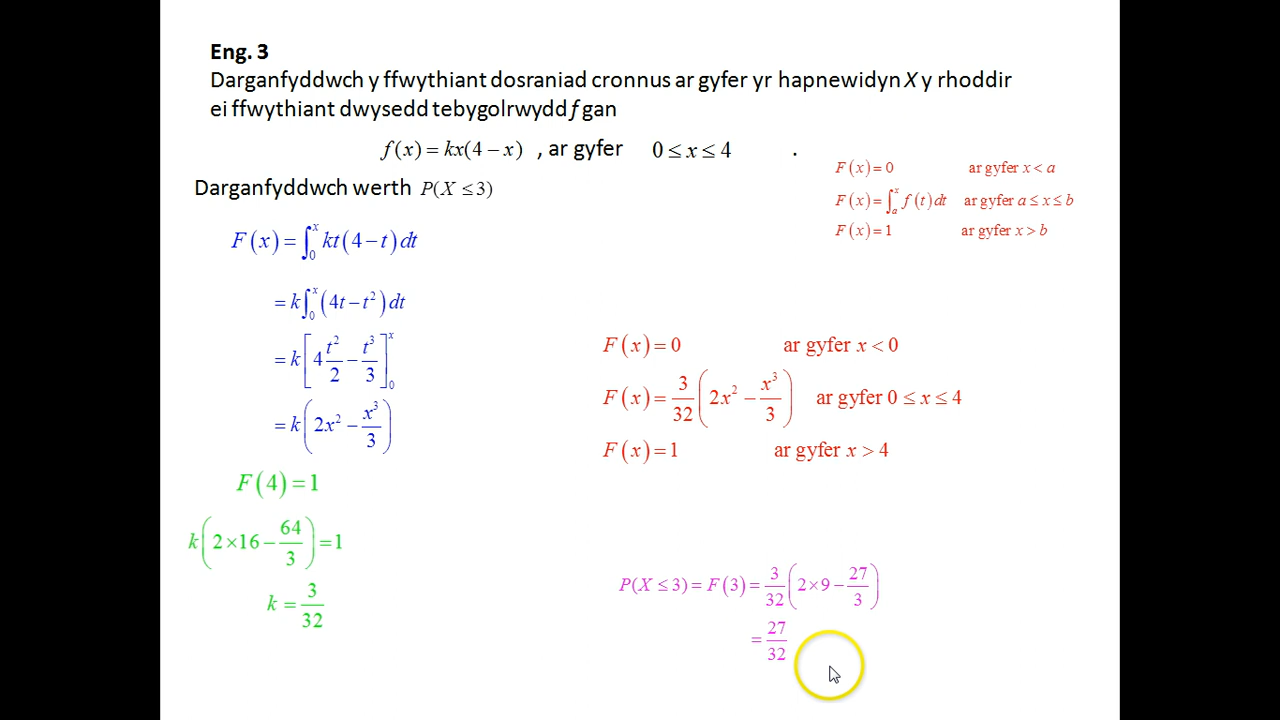 Eng. 3
Darganfyddwch y ffwythiant dosraniad cronnus ar gyfer yr hapnewidyn X y rhoddir
ei ffwythiant dwysedd tebygolrwydd f gan
f(x) = kx(4 − x) , ar gyfer 0 ≤ x ≤ 4 .
Darganfyddwch werth P(X ≤ 3)
F(x) = 0 ar gyfer x < a
F(x) = ∫ₐˣ f(t) dt ar gyfer a ≤ x ≤ b
F(x) = 1 ar gyfer x > b
F(x) = ∫₀ˣ kt(4 − t) dt
= k∫₀ˣ (4t − t²) dt
= k[4 t²/2 − t³/3]₀ˣ
= k(2x² − x³/3)
F(4) = 1
k(2×16 − 64/3) = 1
k = 3/32
F(x) = 0 ar gyfer x < 0
F(x) = 3/32 (2x² − x³/3) ar gyfer 0 ≤ x ≤ 4
F(x) = 1 ar gyfer x > 4
P(X ≤ 3) = F(3) = 3/32 (2×9 − 27/3)
= 27/32